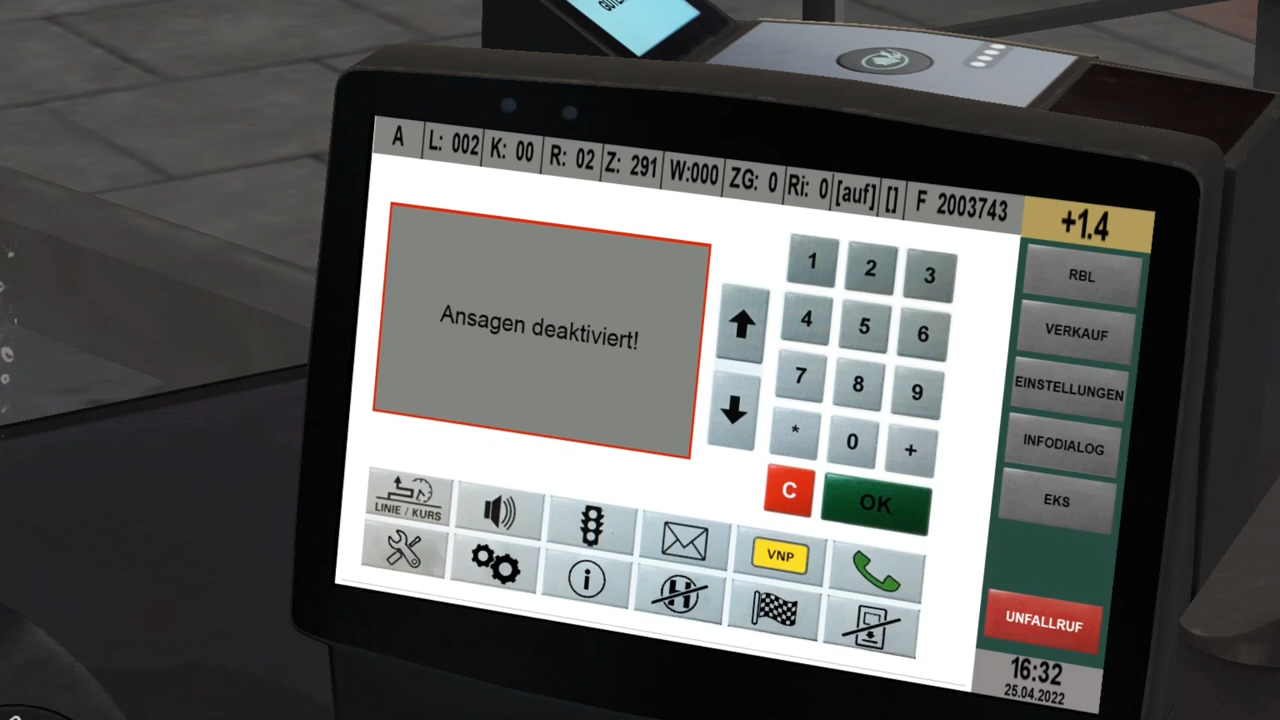 A L: 002 K: 00 R: 02 Z: 291 W:000 ZG: 0 Ri: 0 [auf] [] F 2003743
+1.4
Ansagen deaktiviert!
1 2 3
4 5 6
7 8 9
* 0 +
C OK
RBL
VERKAUF
EINSTELLUNGEN
INFODIALOG
EKS
LINIE / KURS
VNP
i
H
UNFALLRUF
16:32
25.04.2022